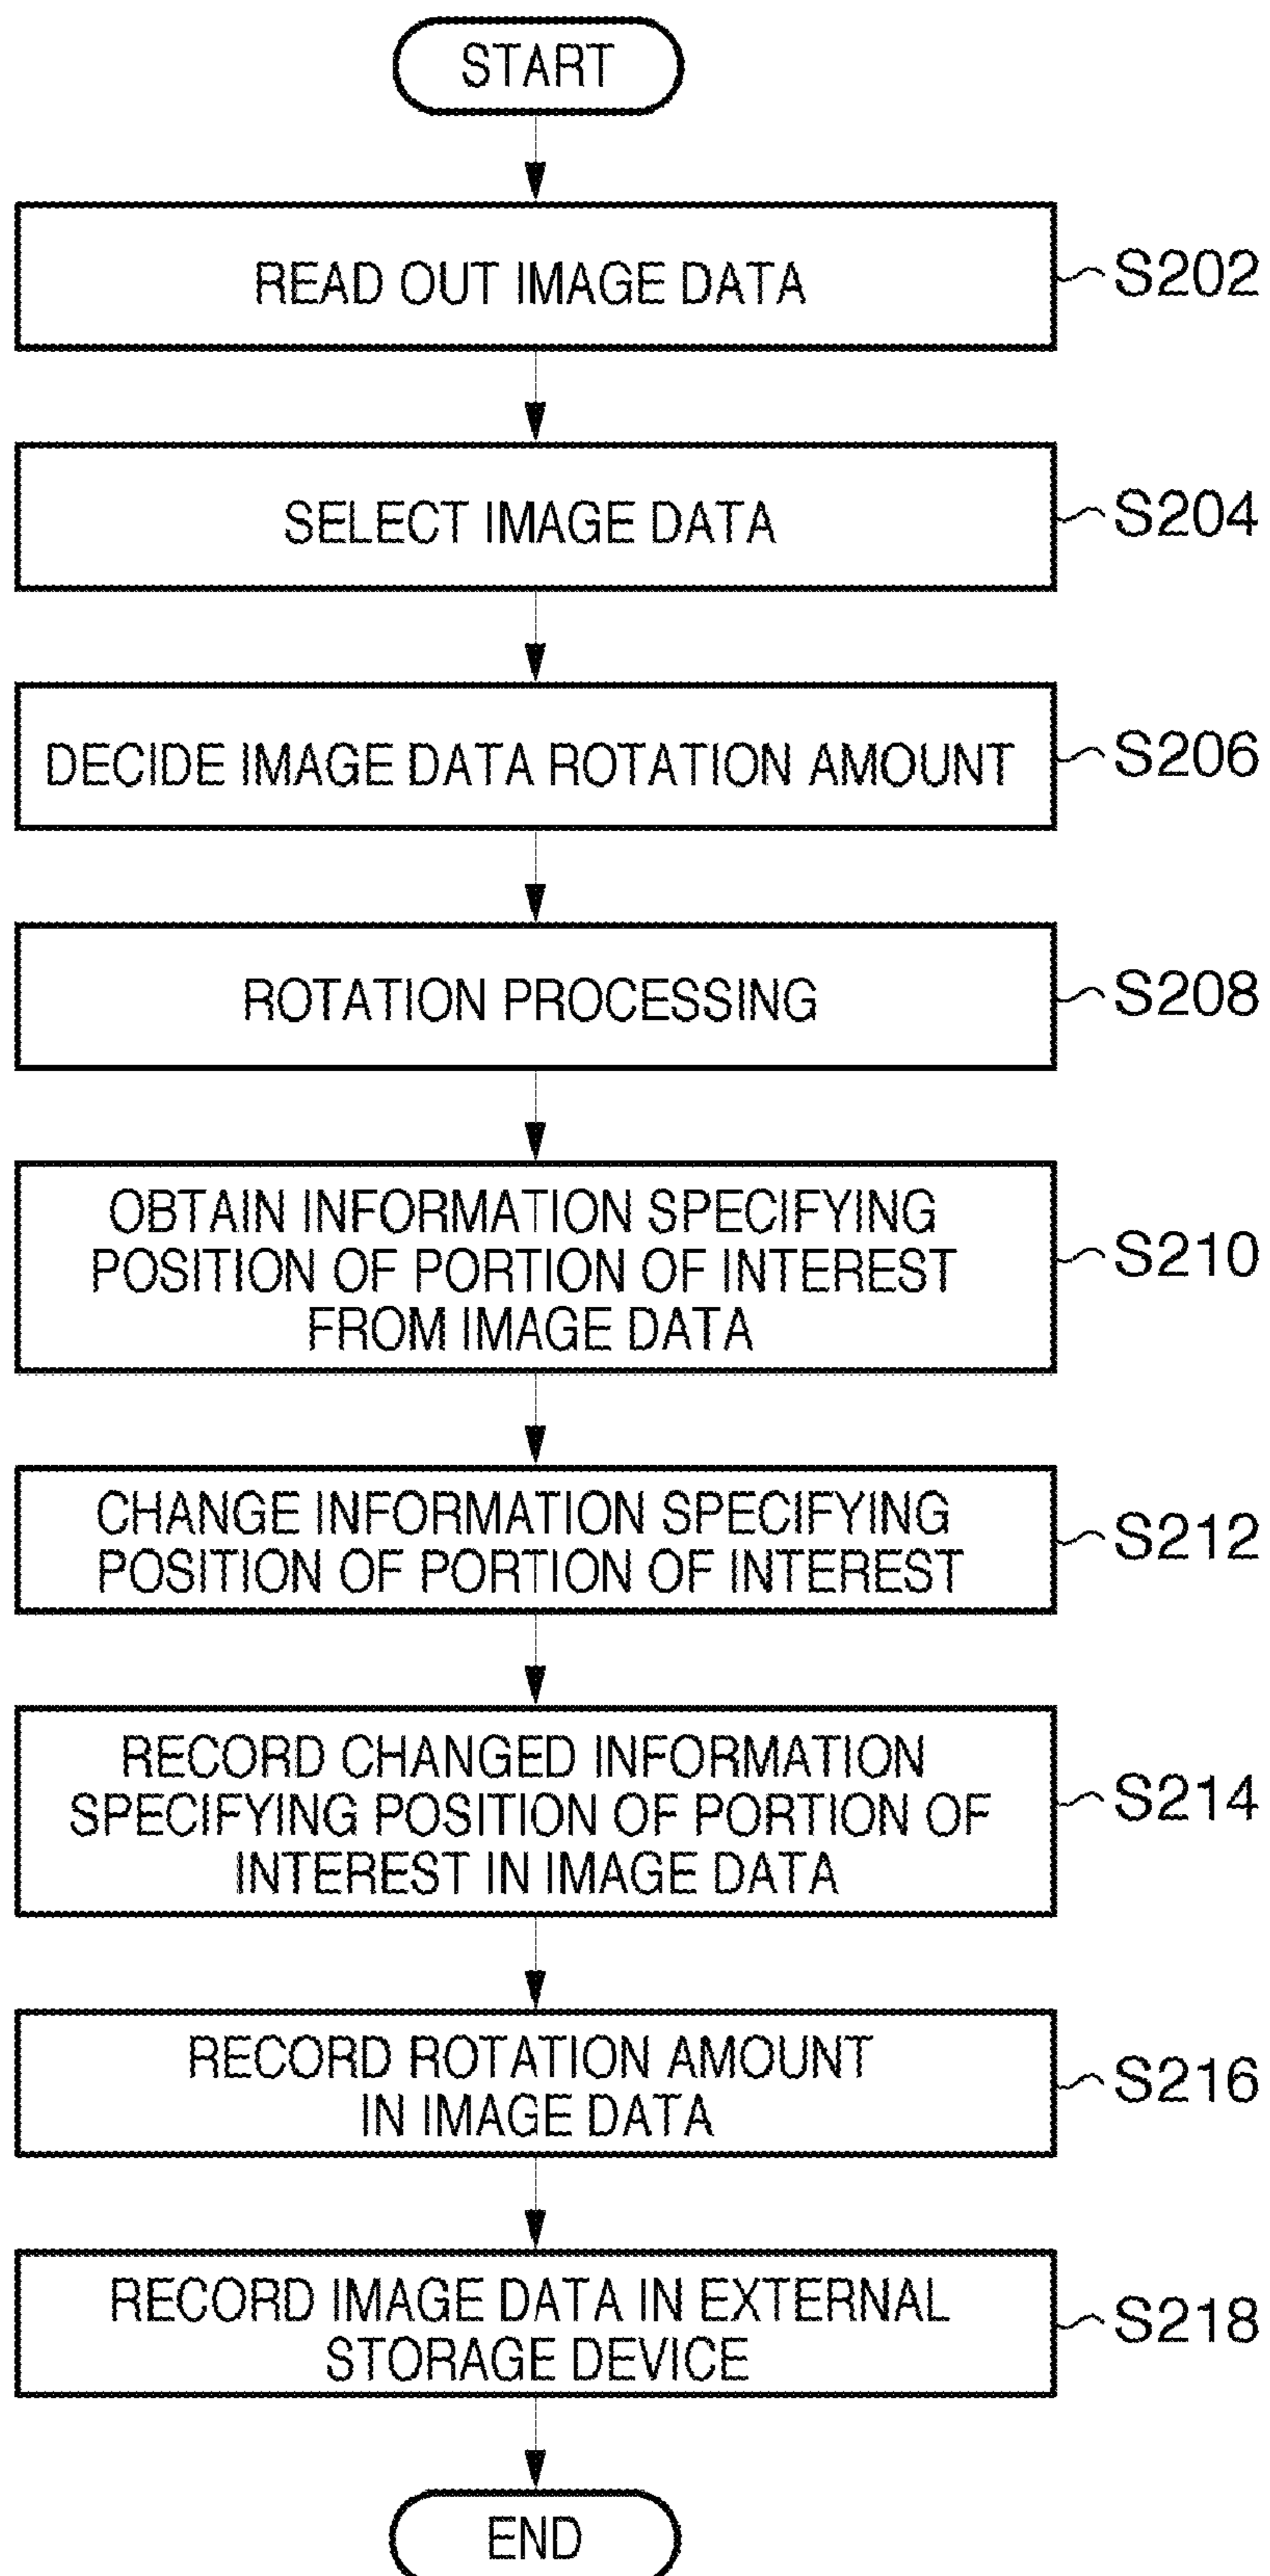 START
READ OUT IMAGE DATA
S202
SELECT IMAGE DATA
S204
DECIDE IMAGE DATA ROTATION AMOUNT
S206
ROTATION PROCESSING
S208
OBTAIN INFORMATION SPECIFYING
POSITION OF PORTION OF INTEREST
FROM IMAGE DATA
S210
CHANGE INFORMATION SPECIFYING
POSITION OF PORTION OF INTEREST
S212
RECORD CHANGED INFORMATION
SPECIFYING POSITION OF PORTION OF
INTEREST IN IMAGE DATA
S214
RECORD ROTATION AMOUNT
IN IMAGE DATA
S216
RECORD IMAGE DATA IN EXTERNAL
STORAGE DEVICE
S218
END